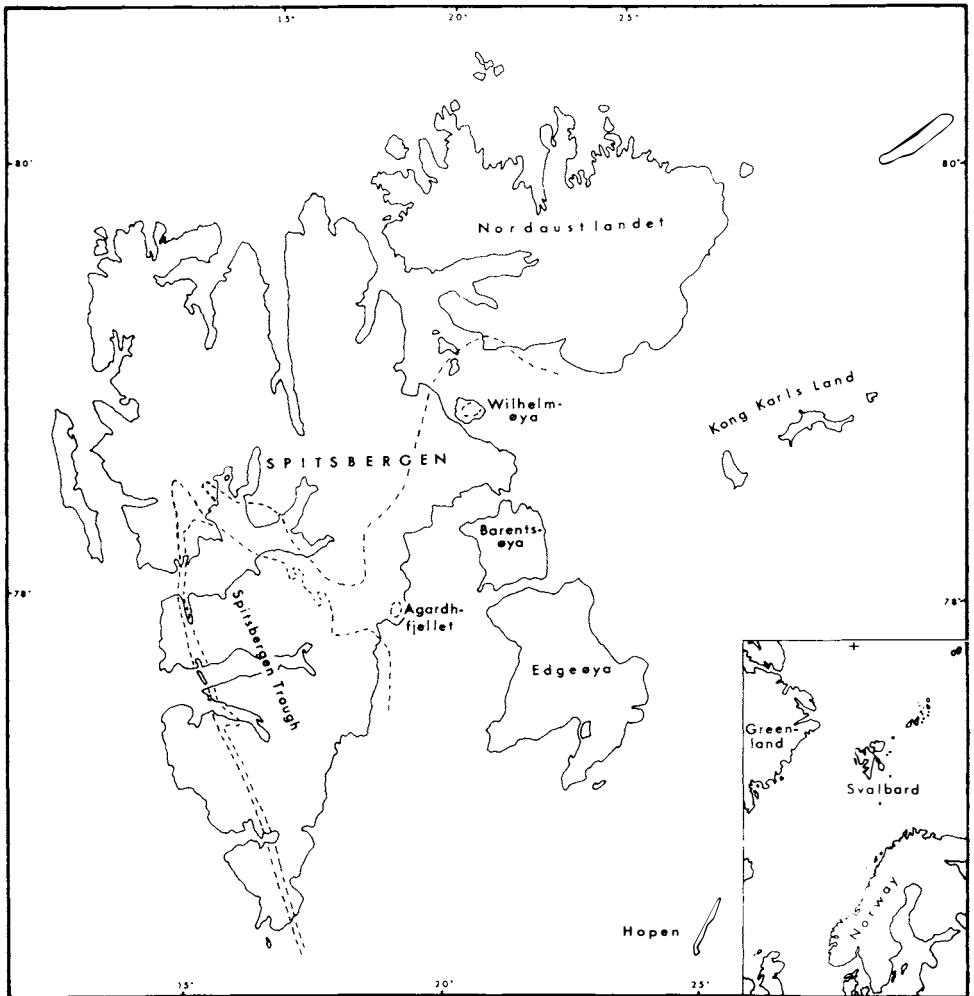 15° 20° 25°
80° 80°
Nordaustlandet
Wilhelm-
øya
Kong Karls Land
SPITSBERGEN
Barents-
øya
78° 78°
Agardh-
fjellet
Spitsbergen Trough
Edgeøya
Green-
land
Svalbard
Norway
Hopen
15° 20° 25°